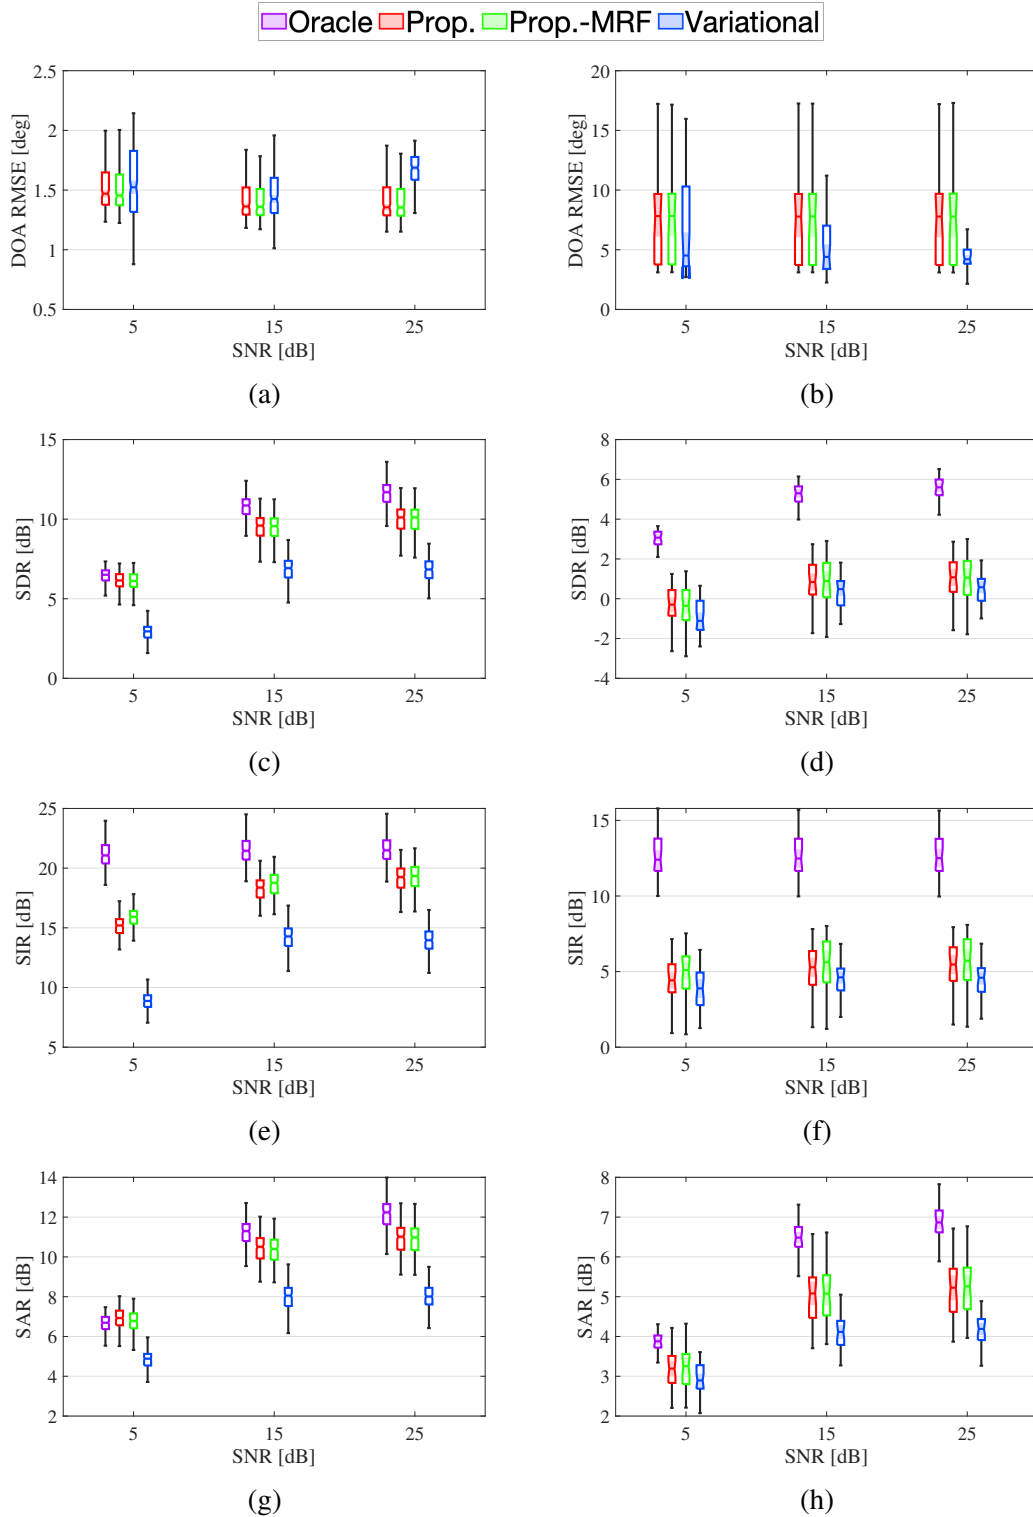 Oracle Prop. Prop.-MRF Variational
2.5
2
1.5
1
0.5
DOA RMSE [deg]
5 15 25
SNR [dB]
(a)
20
15
10
5
0
DOA RMSE [deg]
5 15 25
SNR [dB]
(b)
15
10
5
0
SDR [dB]
5 15 25
SNR [dB]
(c)
6
4
2
0
-2
-4
SDR [dB]
5 15 25
SNR [dB]
(d)
25
20
15
10
5
SIR [dB]
5 15 25
SNR [dB]
(e)
15
10
5
0
SIR [dB]
5 15 25
SNR [dB]
(f)
14
12
10
8
6
4
2
SAR [dB]
5 15 25
SNR [dB]
(g)
8
7
6
5
4
3
2
SAR [dB]
5 15 25
SNR [dB]
(h)